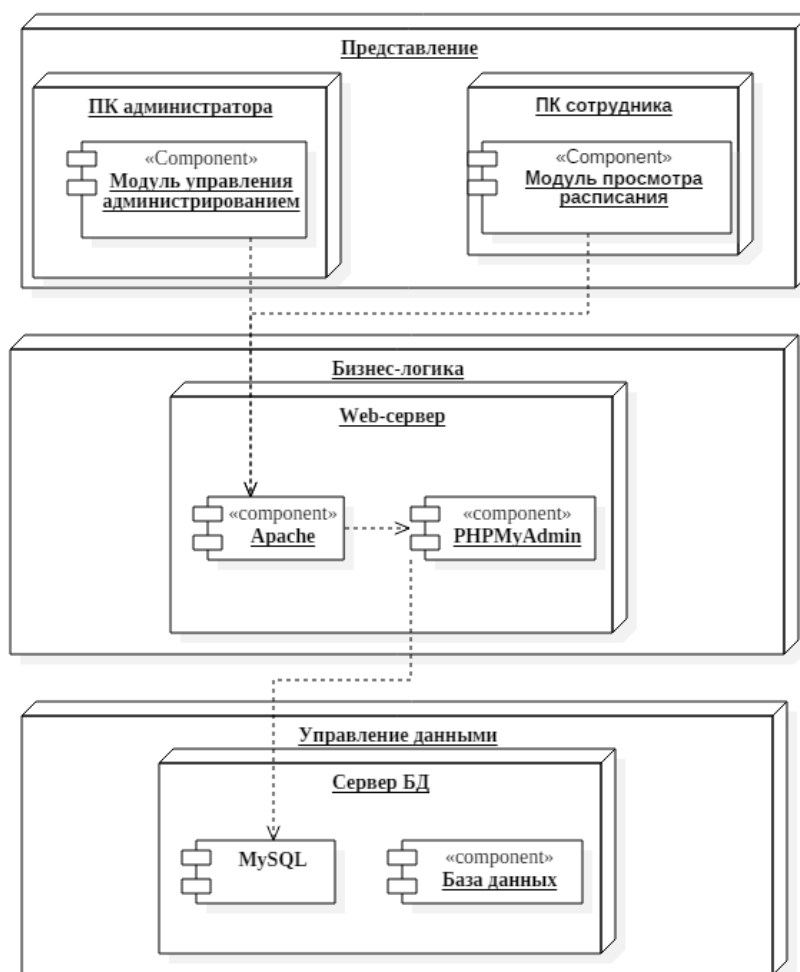 Представление
ПК администратора
«Component»
Модуль управления
администрированием
ПК сотрудника
«Component»
Модуль просмотра
расписания
Бизнес-логика
Web-сервер
«component»
Apache
«component»
PHPMyAdmin
Управление данными
Сервер БД
MySQL
«component»
База данных